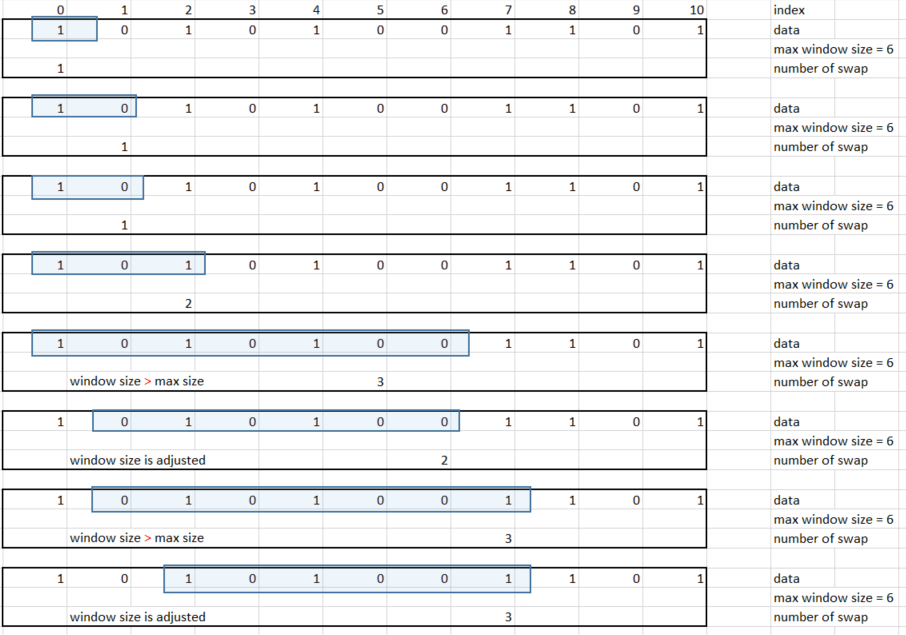 0 1 2 3 4 5 6 7 8 9 10 index
1 0 1 0 1 0 0 1 1 0 1 data
max window size = 6
1 number of swap
1 0 1 0 1 0 0 1 1 0 1 data
max window size = 6
1 number of swap
1 0 1 0 1 0 0 1 1 0 1 data
max window size = 6
1 number of swap
1 0 1 0 1 0 0 1 1 0 1 data
max window size = 6
2 number of swap
1 0 1 0 1 0 0 1 1 0 1 data
max window size = 6
window size > max size 3 number of swap
1 0 1 0 1 0 0 1 1 0 1 data
max window size = 6
window size is adjusted 2 number of swap
1 0 1 0 1 0 0 1 1 0 1 data
max window size = 6
window size > max size 3 number of swap
1 0 1 0 1 0 0 1 1 0 1 data
max window size = 6
window size is adjusted 3 number of swap